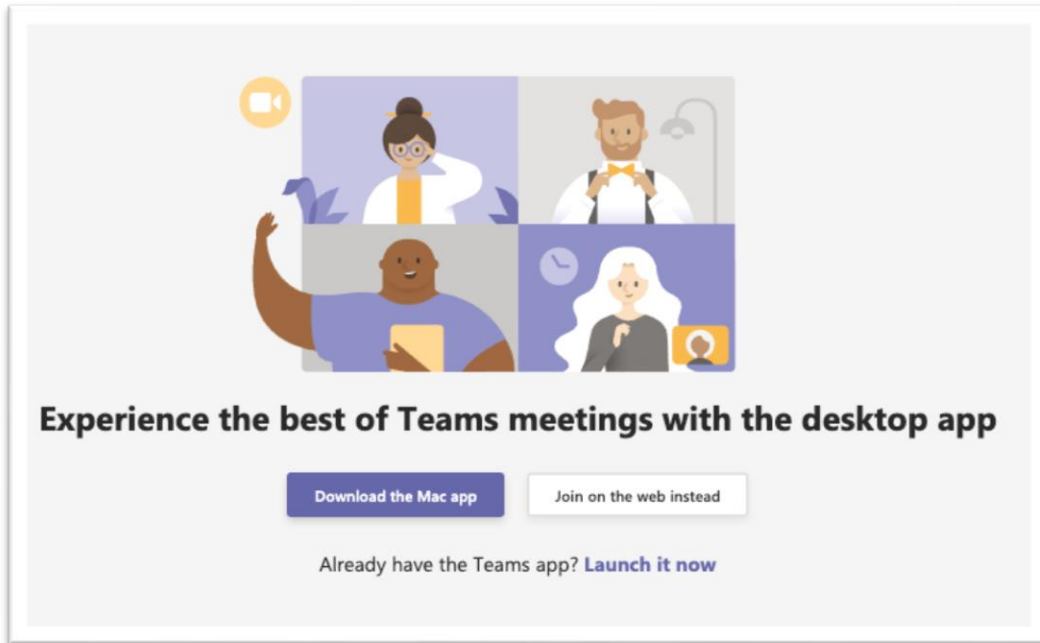 Experience the best of Teams meetings with the desktop app
Download the Mac app
Join on the web instead
Already have the Teams app? Launch it now